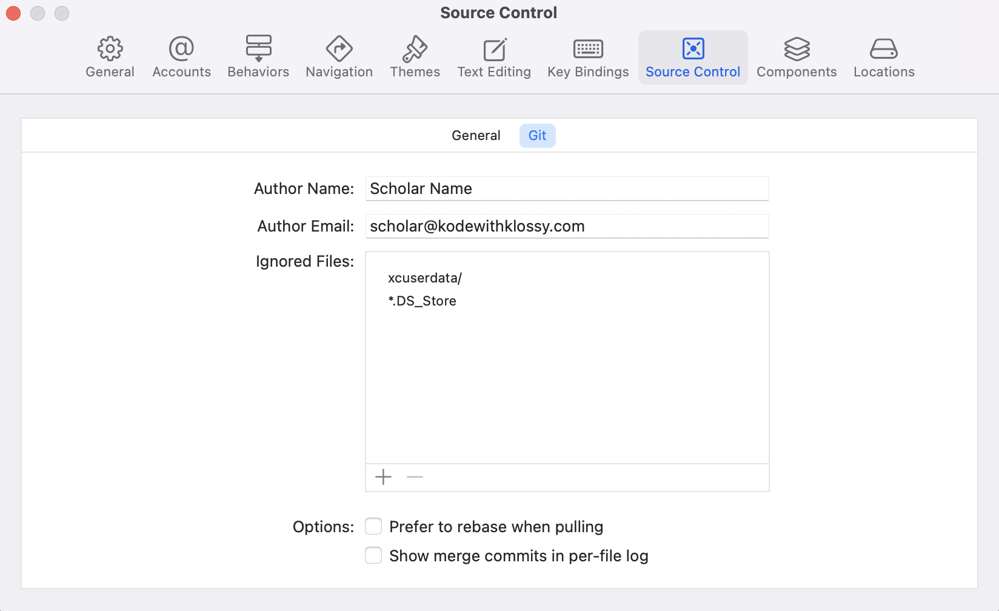 Source Control
General Accounts Behaviors Navigation Themes Text Editing Key Bindings Source Control Components Locations
General Git
Author Name: Scholar Name
Author Email: scholar@kodewithklossy.com
Ignored Files:
xcuserdata/
*.DS_Store
Options: Prefer to rebase when pulling
Show merge commits in per-file log